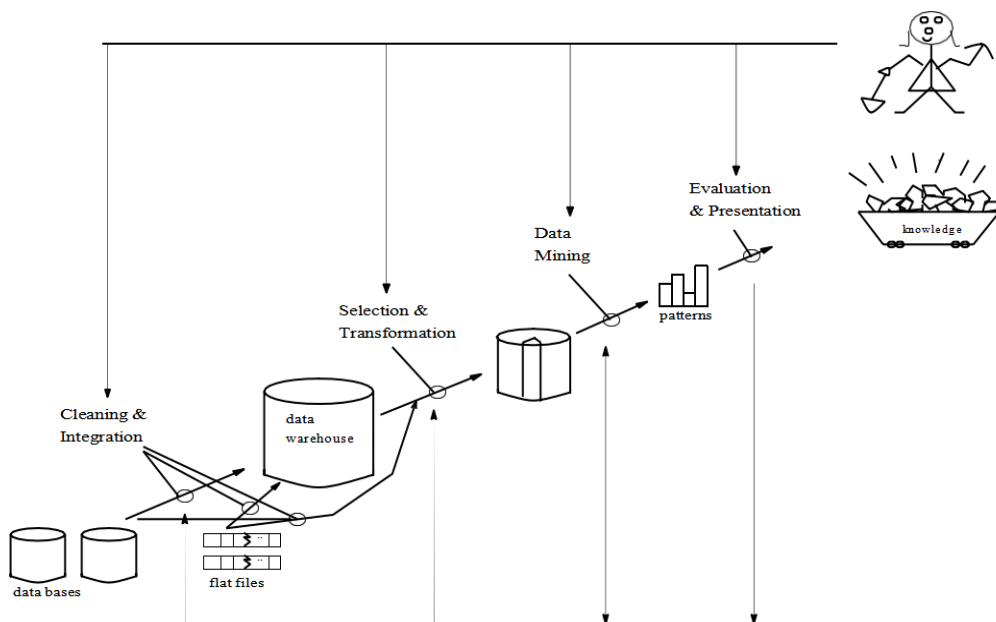 Evaluation
& Presentation
knowledge
Data
Mining
patterns
Selection &
Transformation
Cleaning &
Integration
data
warehouse
data bases
flat files